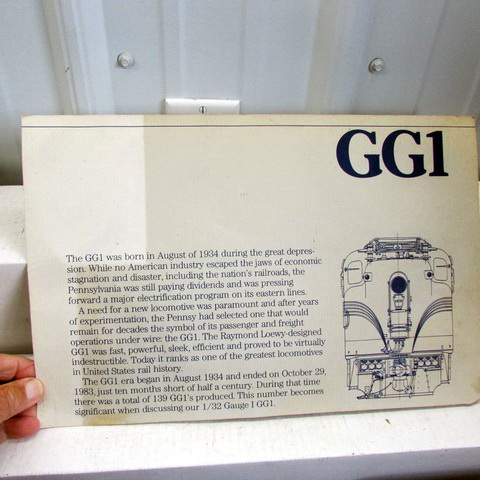 GG1
The GG1 was born in August of 1934 during the great depres-
sion. While no American industry escaped the jaws of economic
stagnation and disaster, including the nation's railroads, the
Pennsylvania was still paying dividends and was pressing
forward a major electrification program on its eastern lines.
A need for a new locomotive was paramount and after years
of experimentation, the Pennsy had selected one that would
remain for decades the symbol of its passenger and freight
operations under wire: the GG1. The Raymond Loewy-designed
GG1 was fast, powerful, sleek, efficient and proved to be virtually
indestructible. Today it ranks as one of the greatest locomotives
in United States rail history.
The GG1 era began in August 1934 and ended on October 29,
1983, just ten months short of half a century. During that time
there was a total of 139 GG1's produced. This number becomes
significant when discussing our 1/32 Gauge I GG1.